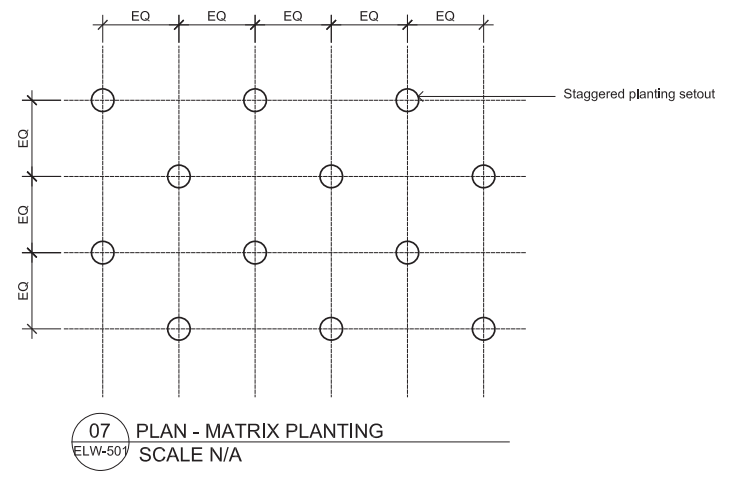 EQ EQ EQ EQ EQ
Staggered planting setout
EQ
EQ
EQ
07 PLAN - MATRIX PLANTING
ELW-501 SCALE N/A